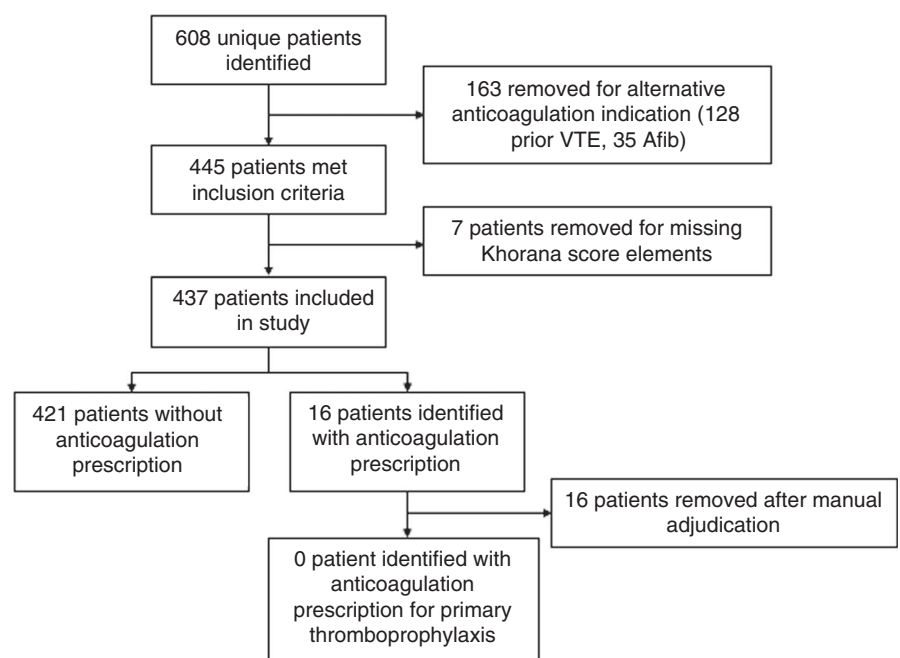 608 unique patients
identified
163 removed for alternative
anticoagulation indication (128
prior VTE, 35 Afib)
445 patients met
inclusion criteria
7 patients removed for missing
Khorana score elements
437 patients included
in study
421 patients without
anticoagulation
prescription
16 patients identified
with anticoagulation
prescription
16 patients removed after manual
adjudication
0 patient identified with
anticoagulation
prescription for primary
thromboprophylaxis